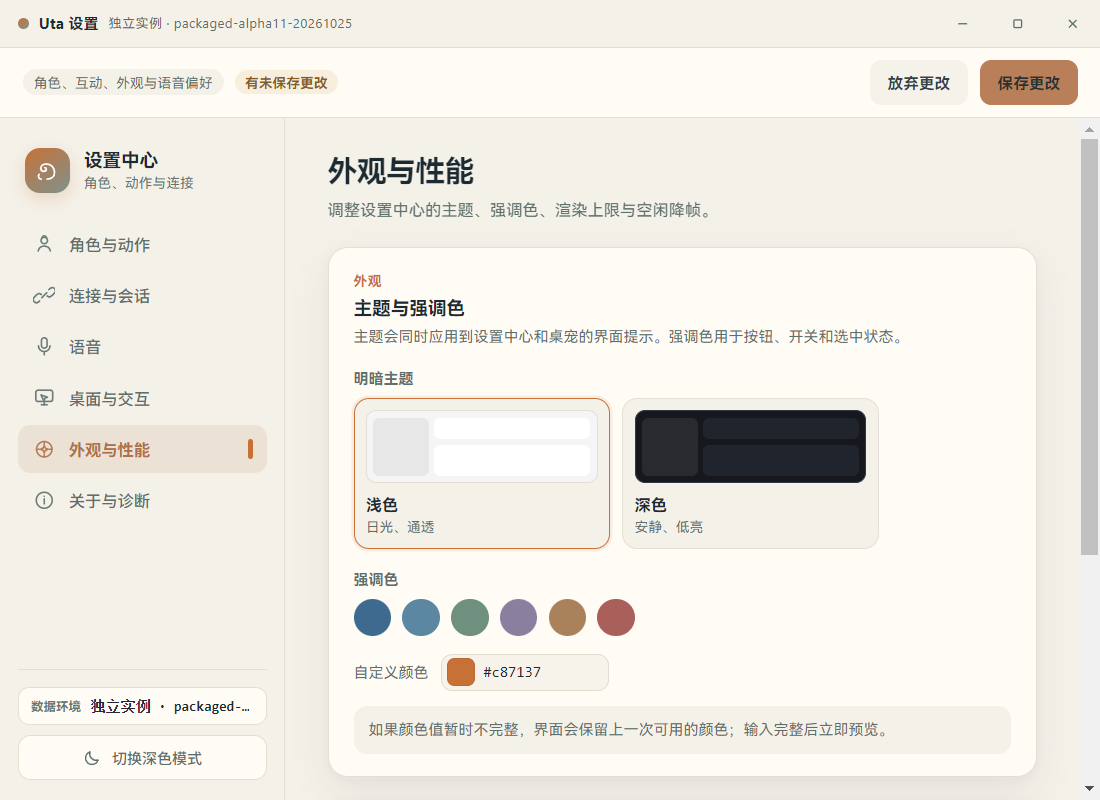 Uta 设置 独立实例 · packaged-alpha11-20261025
角色、互动、外观与语音偏好 有未保存更改 放弃更改 保存更改
设置中心
角色、动作与连接
角色与动作
连接与会话
语音
桌面与交互
外观与性能
关于与诊断
数据环境 独立实例 · packaged-…
切换深色模式
外观与性能
调整设置中心的主题、强调色、渲染上限与空闲降帧。
外观
主题与强调色
主题会同时应用到设置中心和桌宠的界面提示。强调色用于按钮、开关和选中状态。
明暗主题
浅色
日光、通透
深色
安静、低亮
强调色
自定义颜色 #c87137
如果颜色值暂时不完整，界面会保留上一次可用的颜色；输入完整后立即预览。